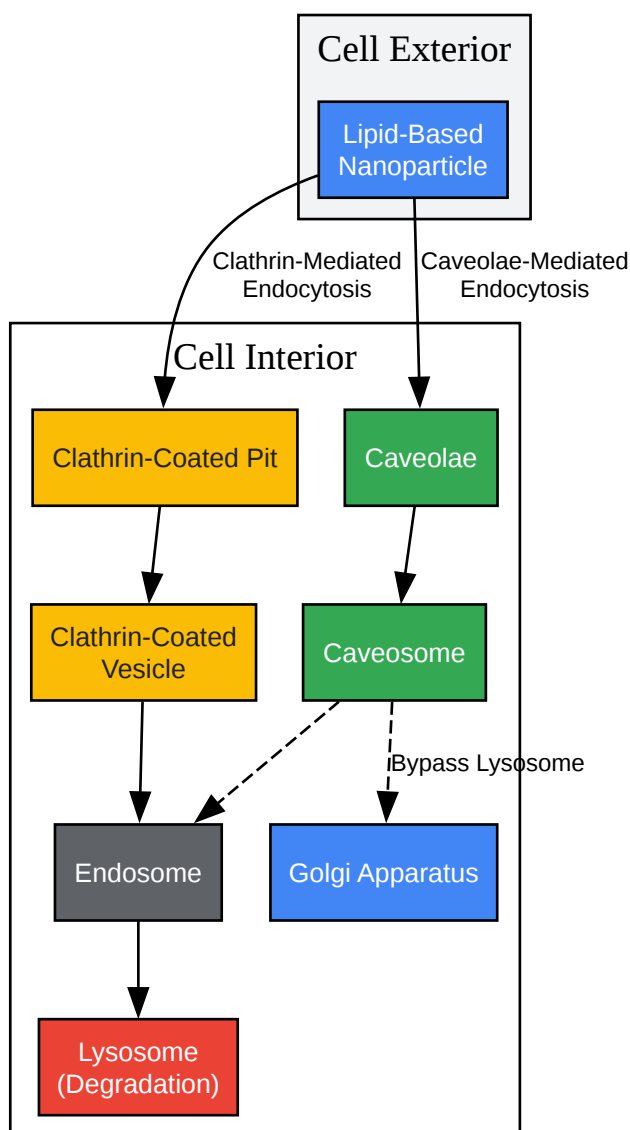 Cell Exterior
Lipid-Based
Nanoparticle
Clathrin-Mediated
Endocytosis
Caveolae-Mediated
Endocytosis
Cell Interior
Clathrin-Coated Pit
Caveolae
Clathrin-Coated
Vesicle
Caveosome
Bypass Lysosome
Endosome
Golgi Apparatus
Lysosome
(Degradation)